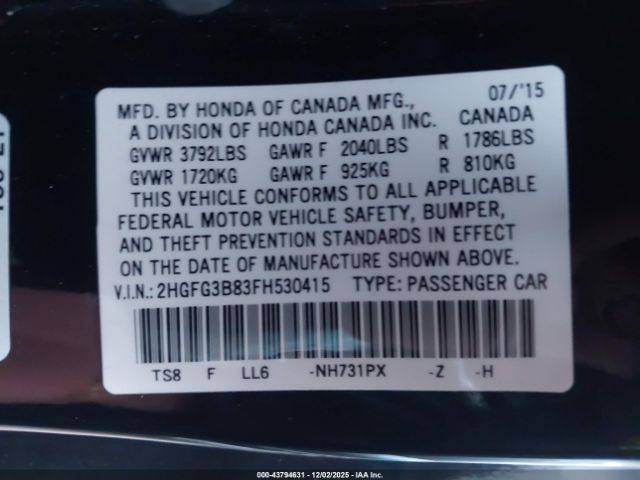 07/'15
MFD. BY HONDA OF CANADA MFG.,
A DIVISION OF HONDA CANADA INC. CANADA
GVWR 3792LBS GAWR F 2040LBS R 1786LBS
GVWR 1720KG GAWR F 925KG R 810KG
THIS VEHICLE CONFORMS TO ALL APPLICABLE
FEDERAL MOTOR VEHICLE SAFETY, BUMPER,
AND THEFT PREVENTION STANDARDS IN EFFECT
ON THE DATE OF MANUFACTURE SHOWN ABOVE.
V.I.N.: 2HGFG3B83FH530415 TYPE: PASSENGER CAR
TS8 F LL6 -NH731PX -Z -H
000-43794631 - 12/02/2025 - IAA Inc.